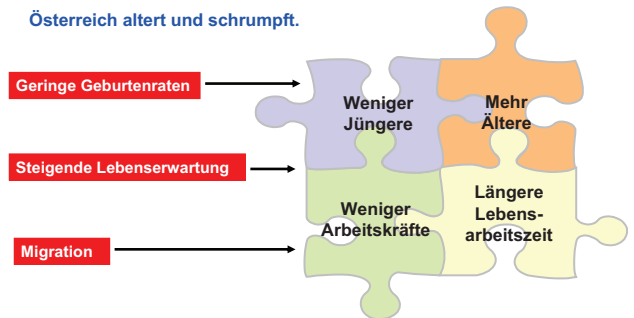 Österreich altert und schrumpft.
Geringe Geburtenraten
Weniger
Jüngere
Mehr
Ältere
Steigende Lebenserwartung
Weniger
Arbeitskräfte
Längere
Lebens-
arbeitszeit
Migration